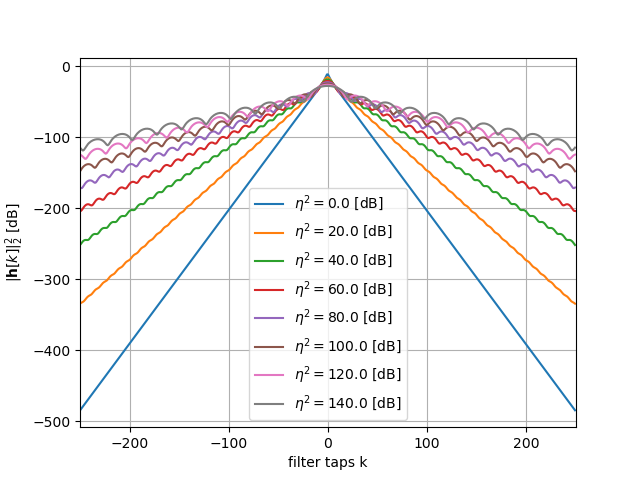 0
−100
−200
−300
−400
−500
|h[k]|²₂ [dB]
η² = 0.0 [dB]
η² = 20.0 [dB]
η² = 40.0 [dB]
η² = 60.0 [dB]
η² = 80.0 [dB]
η² = 100.0 [dB]
η² = 120.0 [dB]
η² = 140.0 [dB]
−200 −100 0 100 200
filter taps k